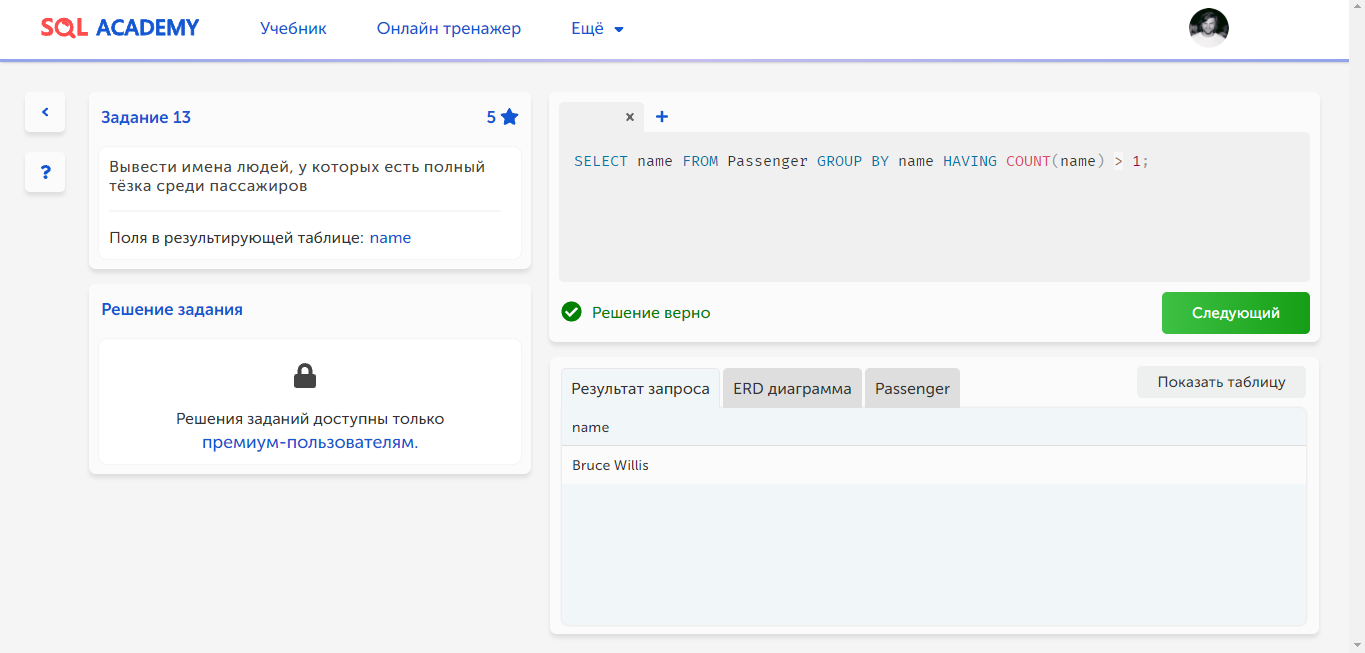 SQL ACADEMY
Учебник
Онлайн тренажер
Ещё
Задание 13
5
Вывести имена людей, у которых есть полный
тёзка среди пассажиров
Поля в результирующей таблице: name
Решение задания
Решения заданий доступны только
премиум-пользователям.
?
× +
SELECT name FROM Passenger GROUP BY name HAVING COUNT(name) > 1;
Решение верно
Следующий
Результат запроса
ERD диаграмма
Passenger
Показать таблицу
name
Bruce Willis